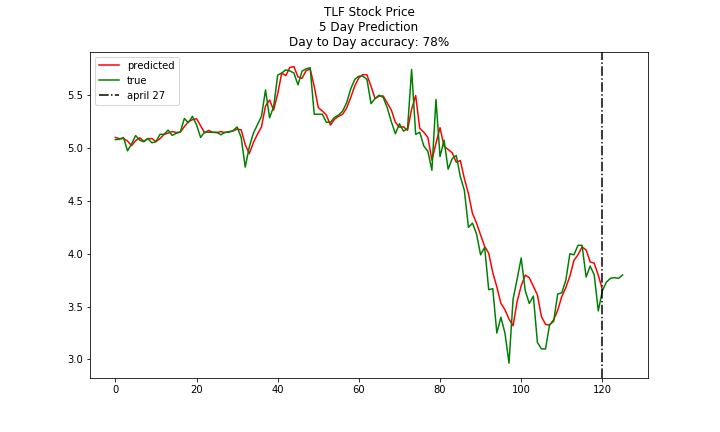 TLF Stock Price
5 Day Prediction
Day to Day accuracy: 78%
predicted
true
april 27
5.5
5.0
4.5
4.0
3.5
3.0
0 20 40 60 80 100 120